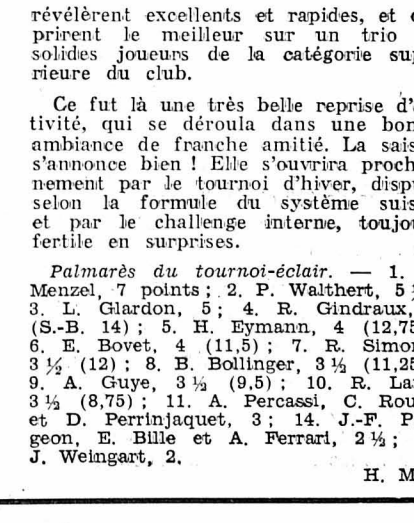 révélèrent excellents et rapides, et
prirent le meilleur sur un trio
solides joueurs de la catégorie su
rieure du club.
Ce fut là une très belle reprise d'
tivité, qui se déroula dans une bon
ambiance de franche amitié. La sais
s'annonce bien ! Elle s'ouvrira proch
nement par le tournoi d'hiver, disp
selon la formule du système suis
et par le challenge interne, toujo
fertile en surprises.
Palmarès du tournoi-éclair. — 1.
Menzel, 7 points ; 2. P. Walthert, 5
3. L. Glardon, 5 ; 4. R. Gindraux,
(S.-B. 14) ; 5. H. Eymann, 4 (12,75
6. E. Bovet, 4 (11,5) ; 7. R. Simo
3 ½ (12) ; 8. B. Bollinger, 3 ½ (11,25
9. A. Guye, 3 ½ (9,5) ; 10. R. La
3 ½ (8,75) ; 11. A. Percassi, C. Rou
et D. Perrinjaquet, 3 ; 14. J.-F. P
geon, E. Bille et A. Ferrari, 2 ½ ;
J. Weingart, 2.
H. M